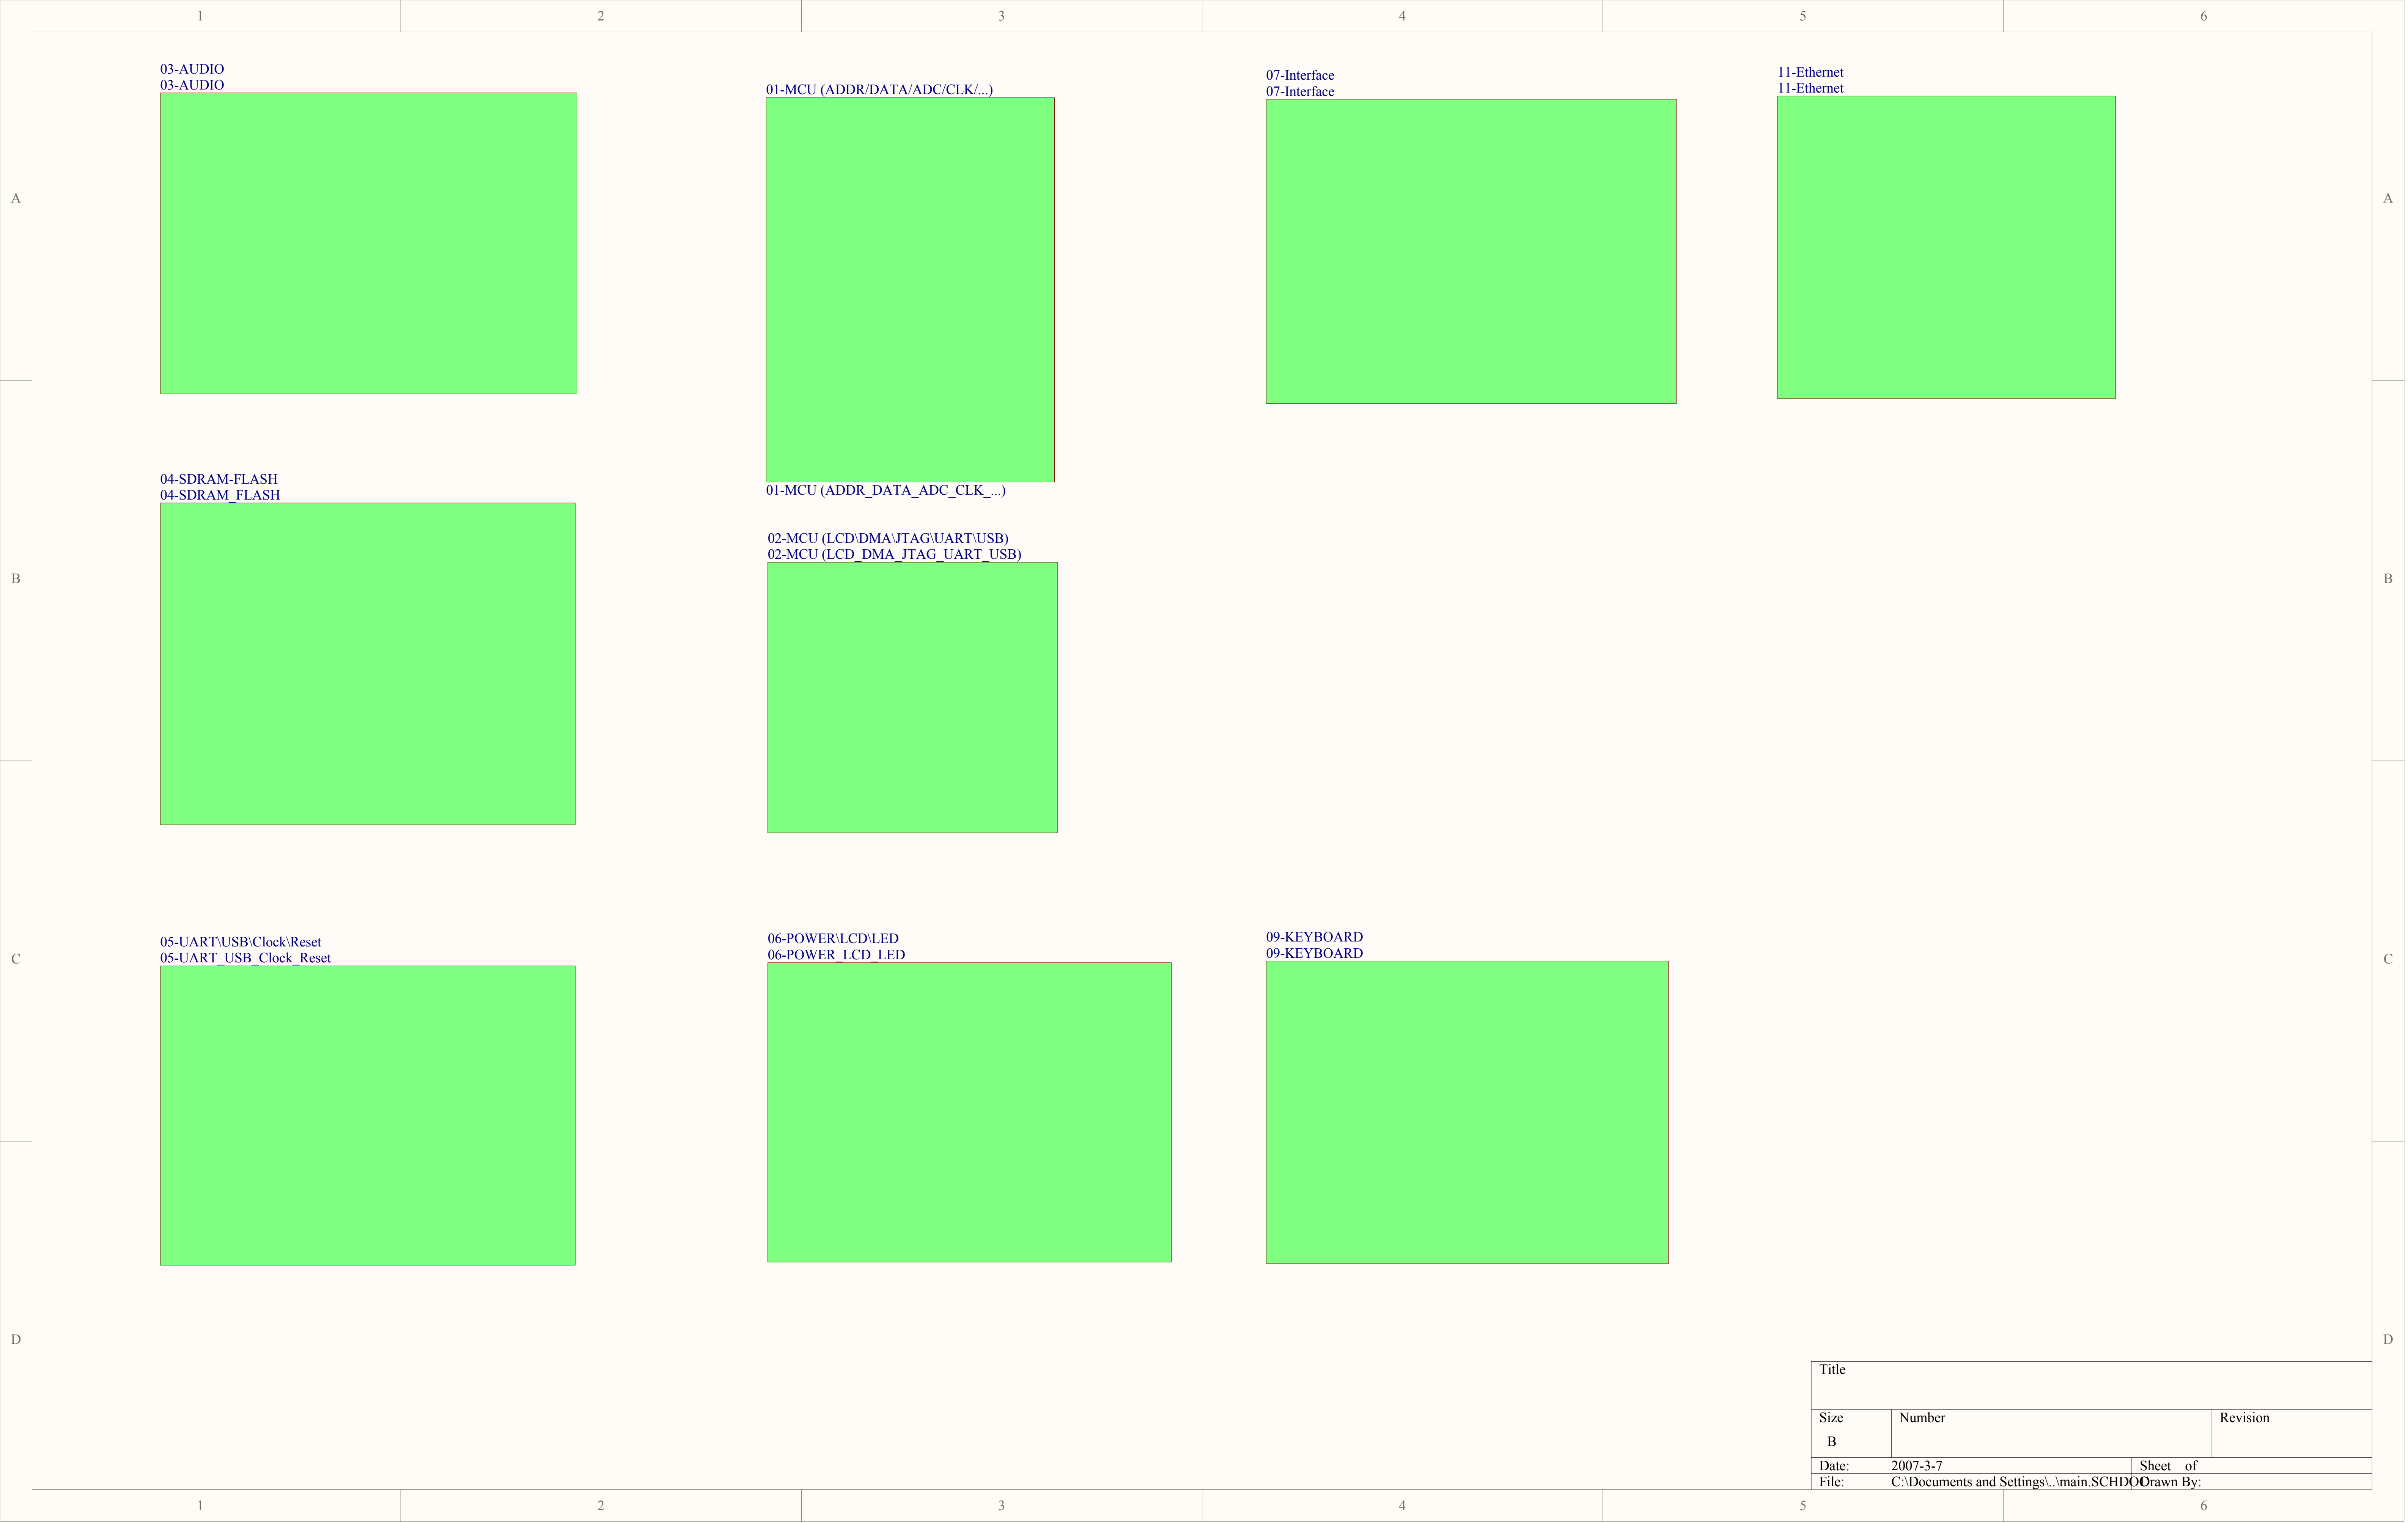 1 2 3 4 5 6
03-AUDIO
03-AUDIO
01-MCU (ADDR/DATA/ADC/CLK/...)
07-Interface
07-Interface
11-Ethernet
11-Ethernet
A A
01-MCU (ADDR_DATA_ADC_CLK_...)
04-SDRAM-FLASH
04-SDRAM_FLASH
02-MCU (LCD\DMA\JTAG\UART\USB)
02-MCU (LCD_DMA_JTAG_UART_USB)
B B
05-UART\USB\Clock\Reset
05-UART_USB_Clock_Reset
06-POWER\LCD\LED
06-POWER_LCD_LED
09-KEYBOARD
09-KEYBOARD
C C
D D
Title
Size Number Revision
B
Date: 2007-3-7 Sheet of
File: C:\Documents and Settings\..\main.SCHDOC Drawn By:
1 2 3 4 5 6